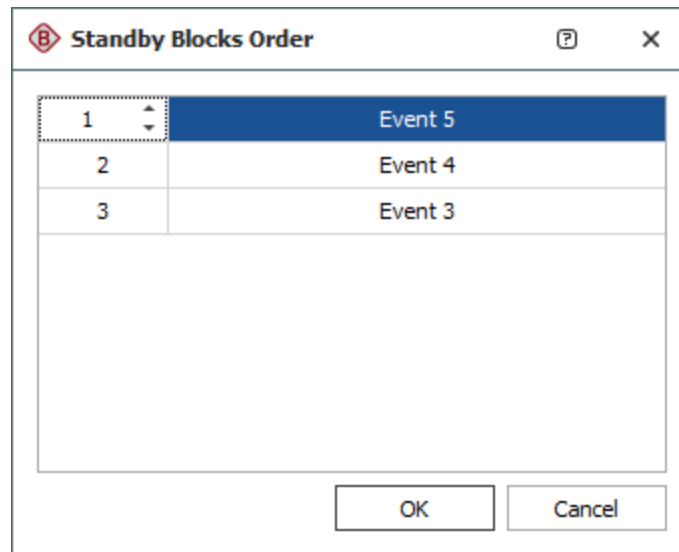 B Standby Blocks Order
1 Event 5
2 Event 4
3 Event 3
OK Cancel